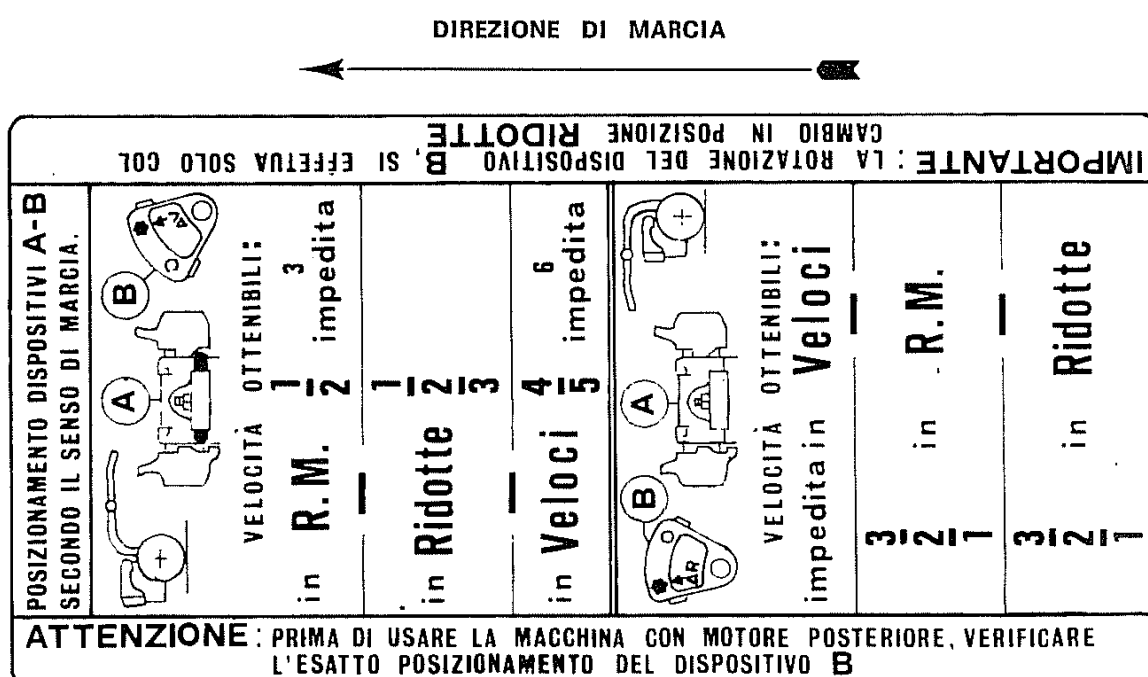 DIREZIONE DI MARCIA
IMPORTANTE: LA ROTAZIONE DEL DISPOSITIVO B, SI EFFETUA SOLO COL
CAMBIO IN POSIZIONE RIDOTTE
POSIZIONAMENTO DISPOSITIVI A-B
SECONDO IL SENSO DI MARCIA.
A
B
AV
C
VELOCITÀ OTTENIBILI:
in R.M. 1-2 3 impedita
in Ridotte 1-2-3
in Veloci 4-5 6 impedita
B
A
AR
VELOCITÀ OTTENIBILI:
impedita in Veloci
3-2-1 in R.M.
3-2-1 in Ridotte
ATTENZIONE: PRIMA DI USARE LA MACCHINA CON MOTORE POSTERIORE, VERIFICARE
L'ESATTO POSIZIONAMENTO DEL DISPOSITIVO B